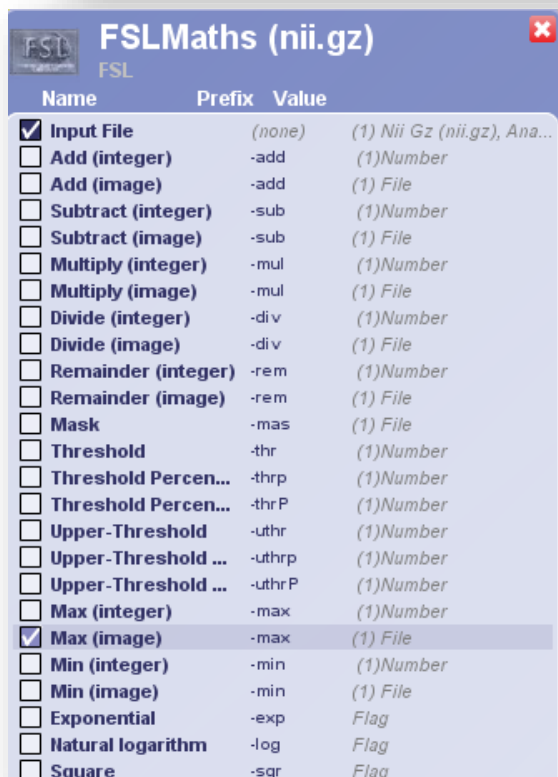 FSL FSLMaths (nii.gz)
FSL
Name Prefix Value
Input File (none) (1) Nii Gz (nii.gz), Ana...
Add (integer) -add (1)Number
Add (image) -add (1) File
Subtract (integer) -sub (1)Number
Subtract (image) -sub (1) File
Multiply (integer) -mul (1)Number
Multiply (image) -mul (1) File
Divide (integer) -div (1)Number
Divide (image) -div (1) File
Remainder (integer) -rem (1)Number
Remainder (image) -rem (1) File
Mask -mas (1) File
Threshold -thr (1)Number
Threshold Percen... -thrp (1)Number
Threshold Percen... -thrP (1)Number
Upper-Threshold -uthr (1)Number
Upper-Threshold ... -uthrp (1)Number
Upper-Threshold ... -uthrP (1)Number
Max (integer) -max (1)Number
Max (image) -max (1) File
Min (integer) -min (1)Number
Min (image) -min (1) File
Exponential -exp Flag
Natural logarithm -log Flag
Square -sqr Flag